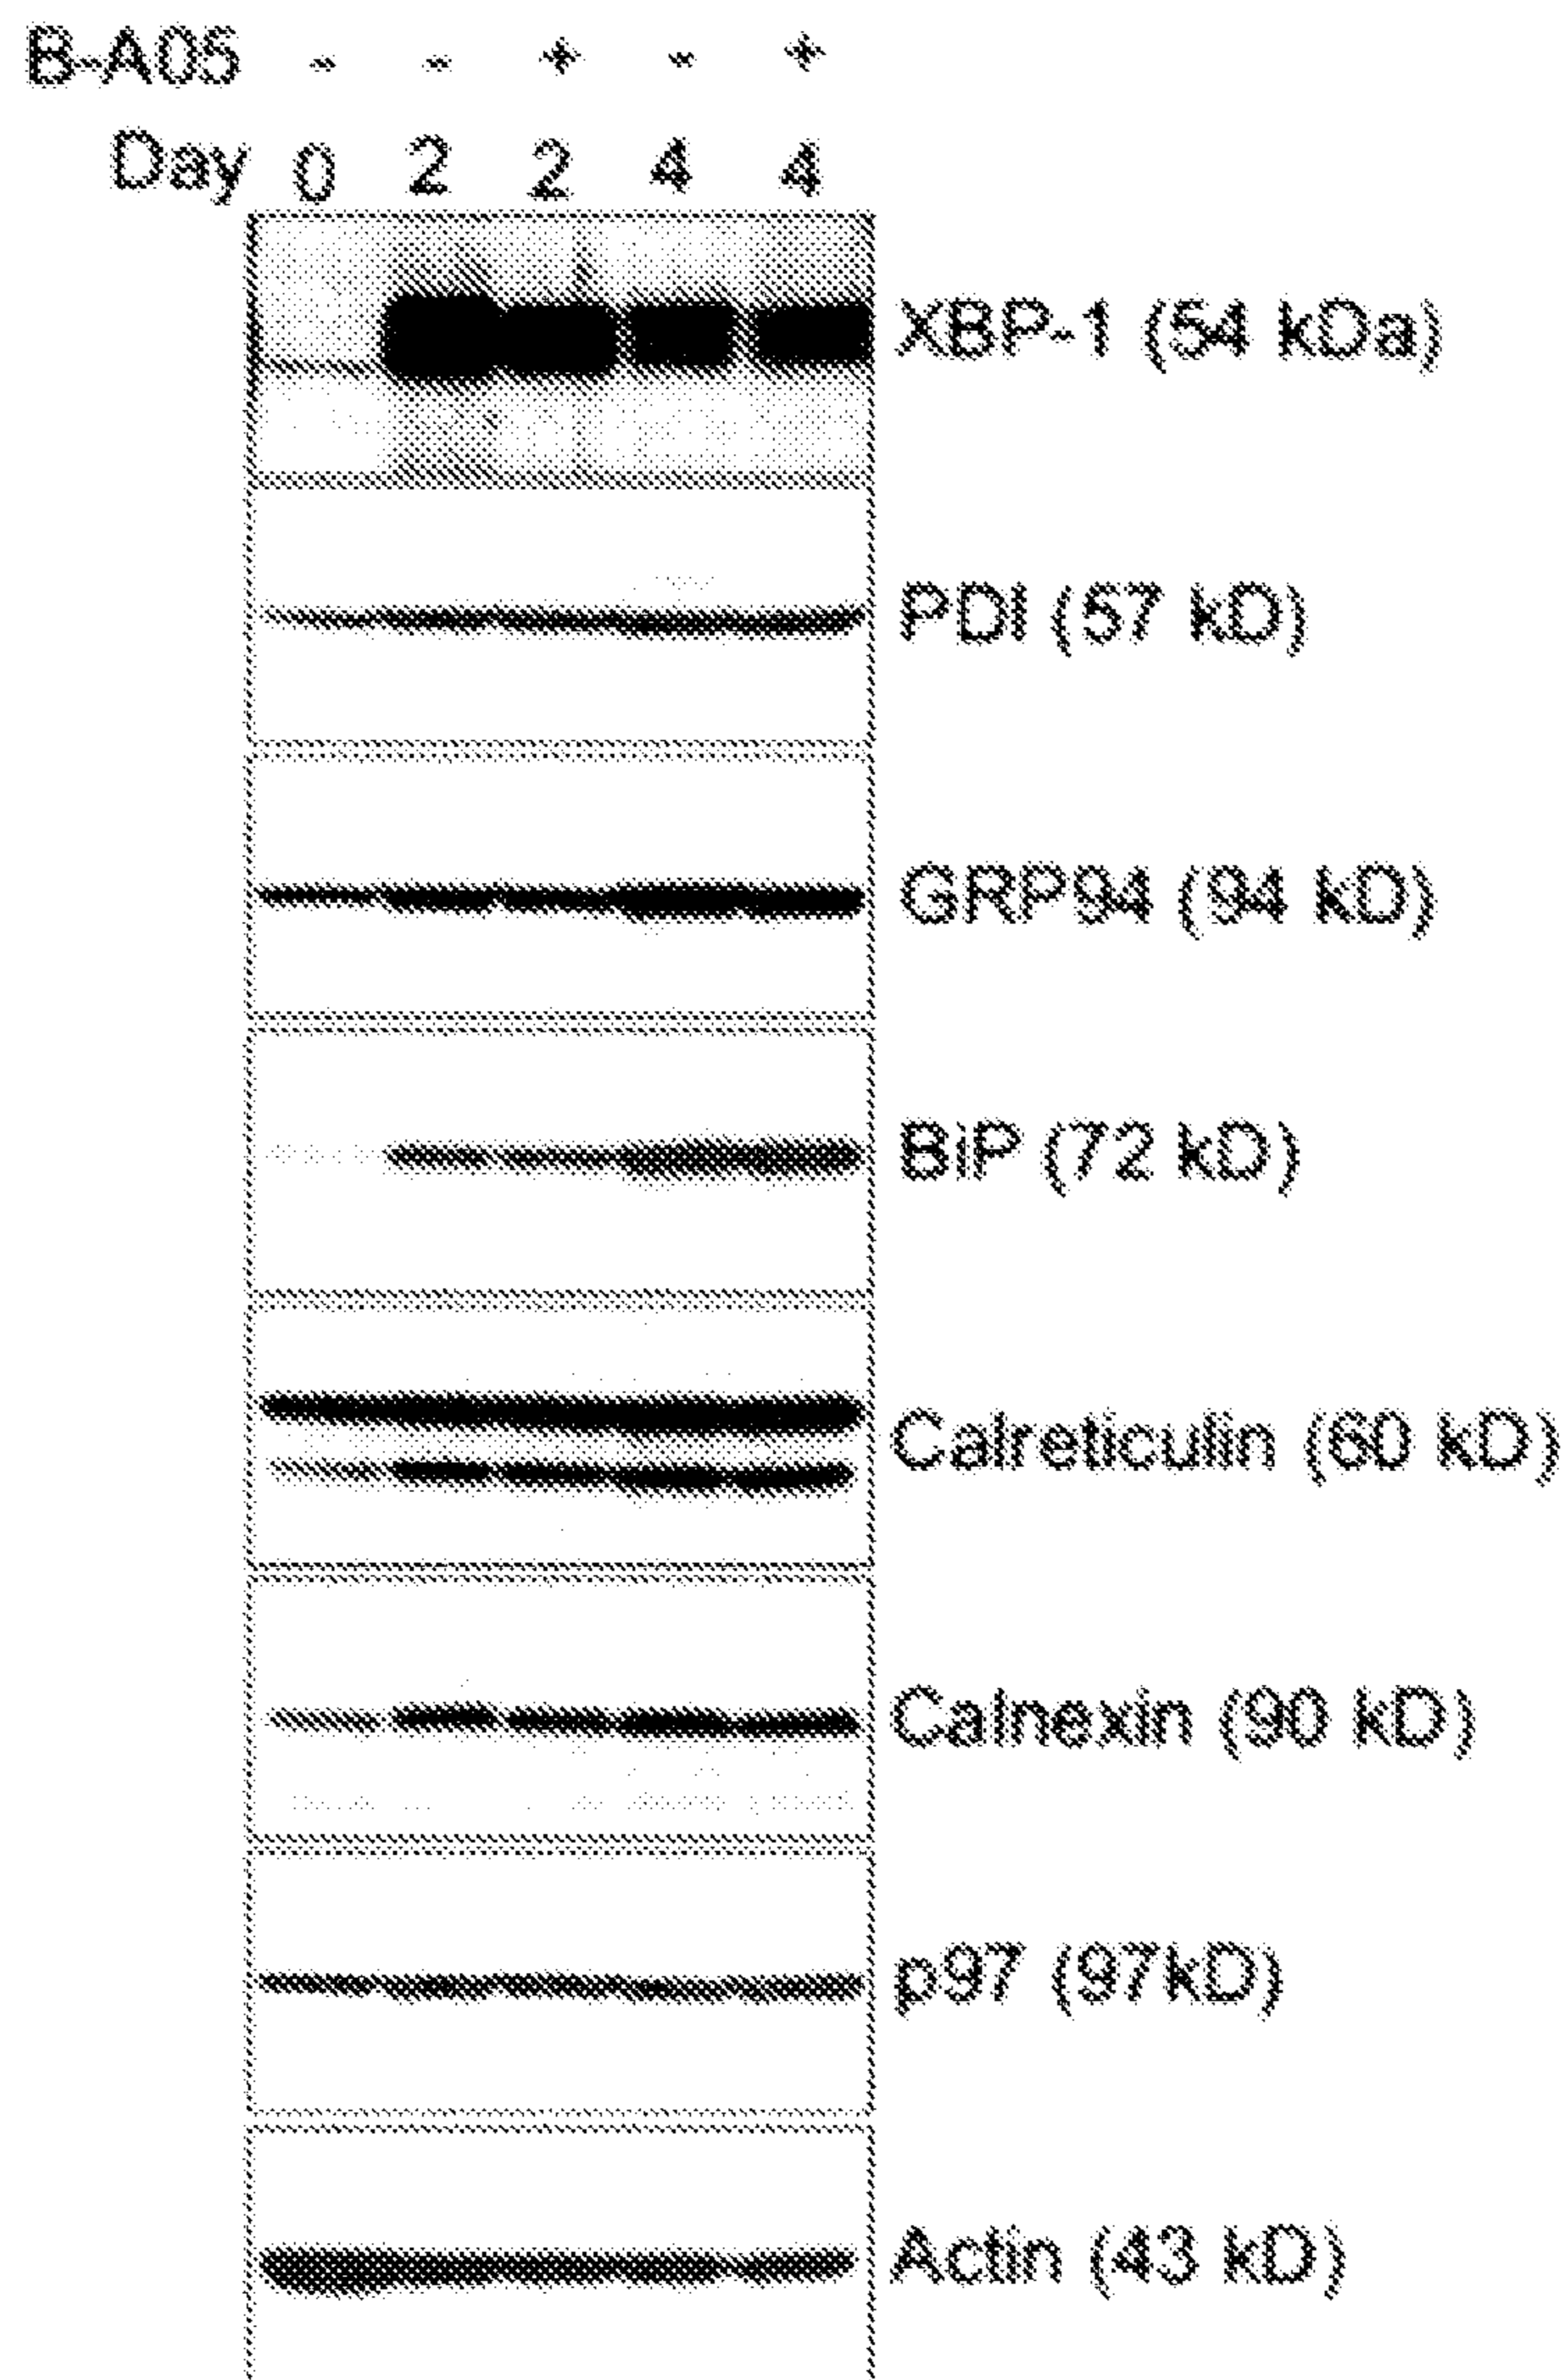 B-A05 - - + - +
Day 0 2 2 4 4
XBP-1 (54 kDa)
PDI (57 kD)
GRP94 (94 kD)
BiP (72 kD)
Calreticulin (60 kD)
Calnexin (90 kD)
p97 (97kD)
Actin (43 kD)